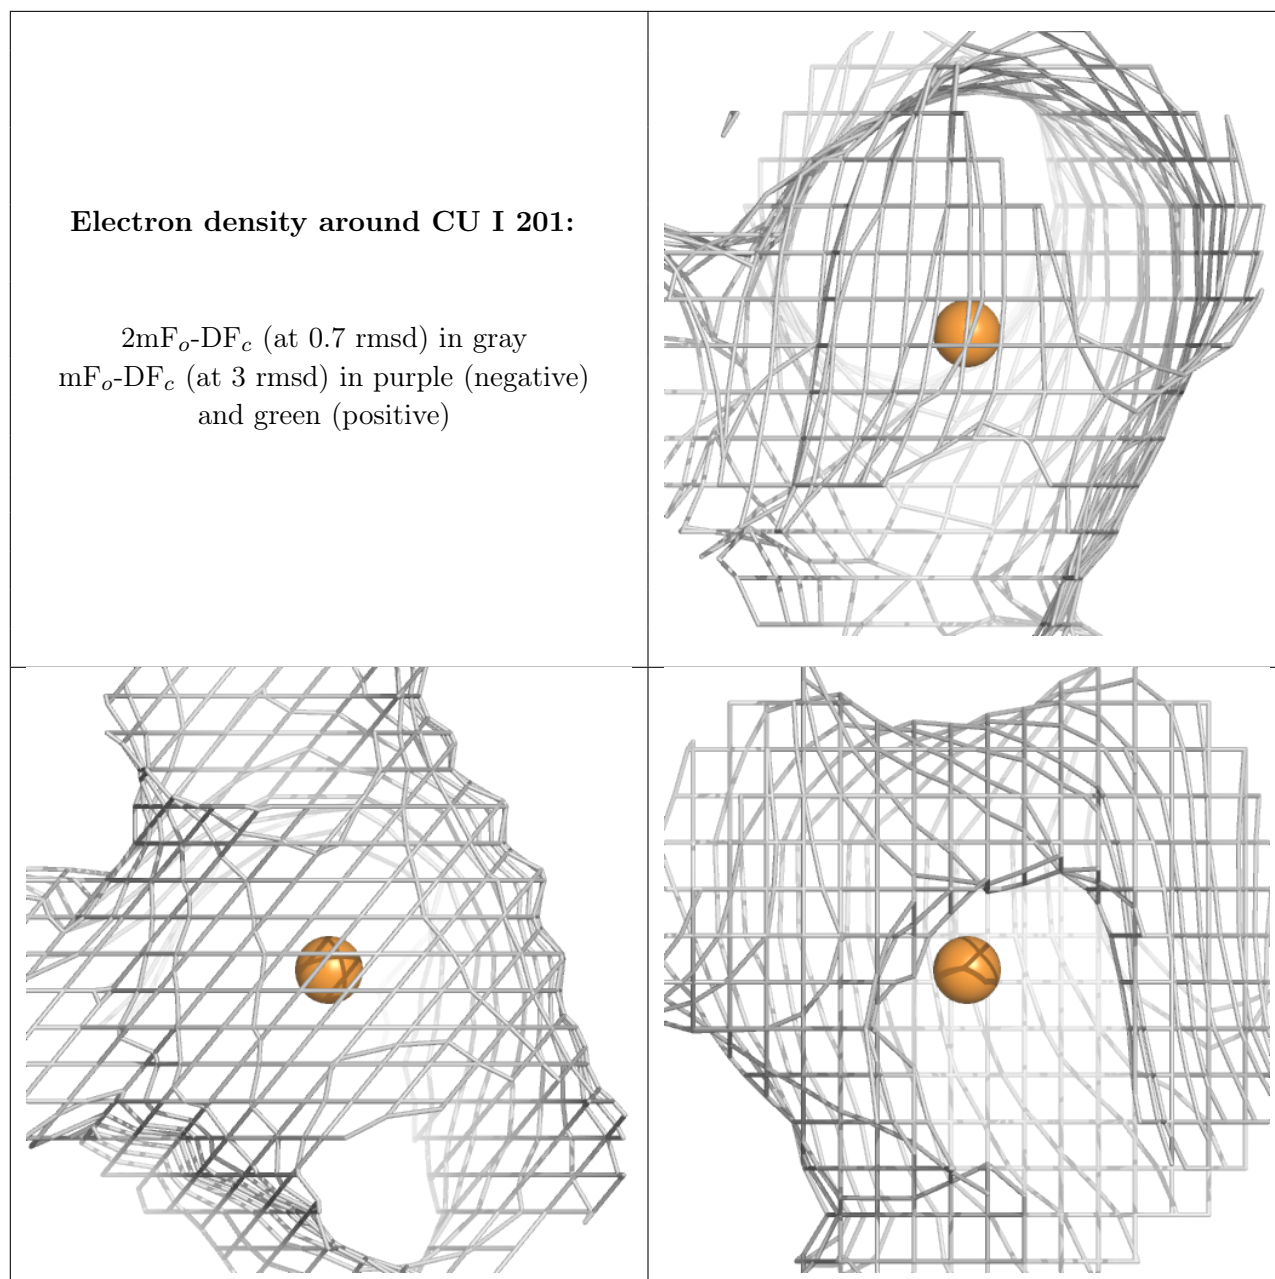 Electron density around CU I 201:
2mFo-DFc (at 0.7 rmsd) in gray
mFo-DFc (at 3 rmsd) in purple (negative)
and green (positive)